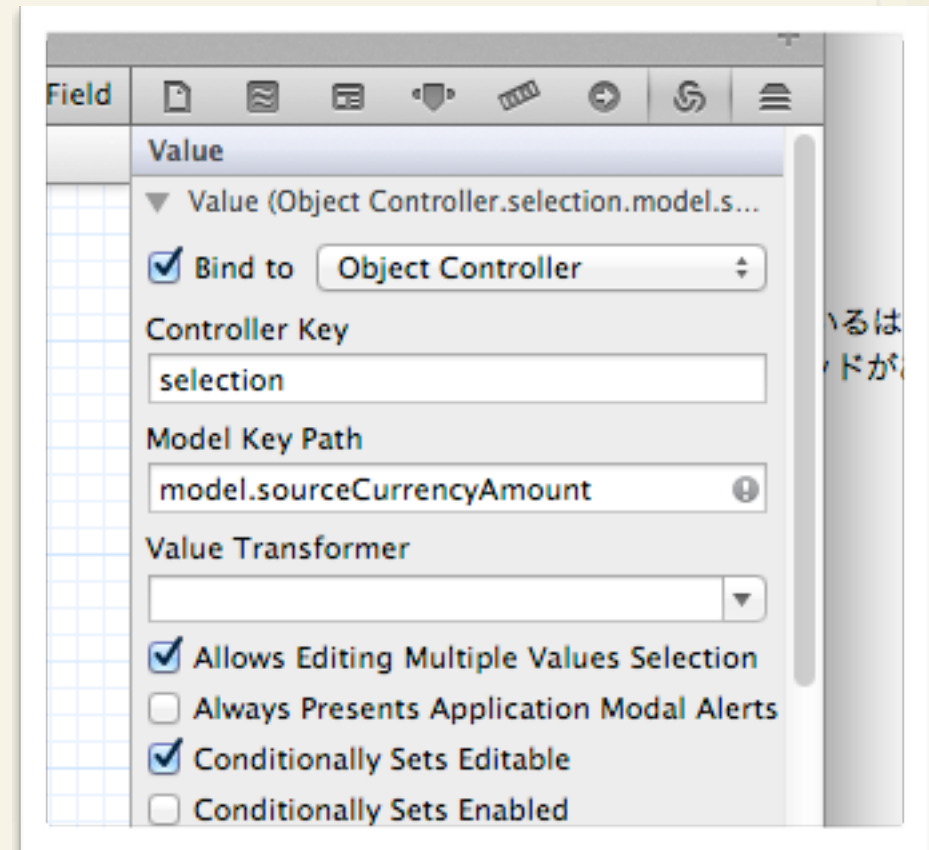 Field
Value
Value (Object Controller.selection.model.s...
Bind to Object Controller
Controller Key
selection
Model Key Path
model.sourceCurrencyAmount
Value Transformer
Allows Editing Multiple Values Selection
Always Presents Application Modal Alerts
Conditionally Sets Editable
Conditionally Sets Enabled
いるは
ドが